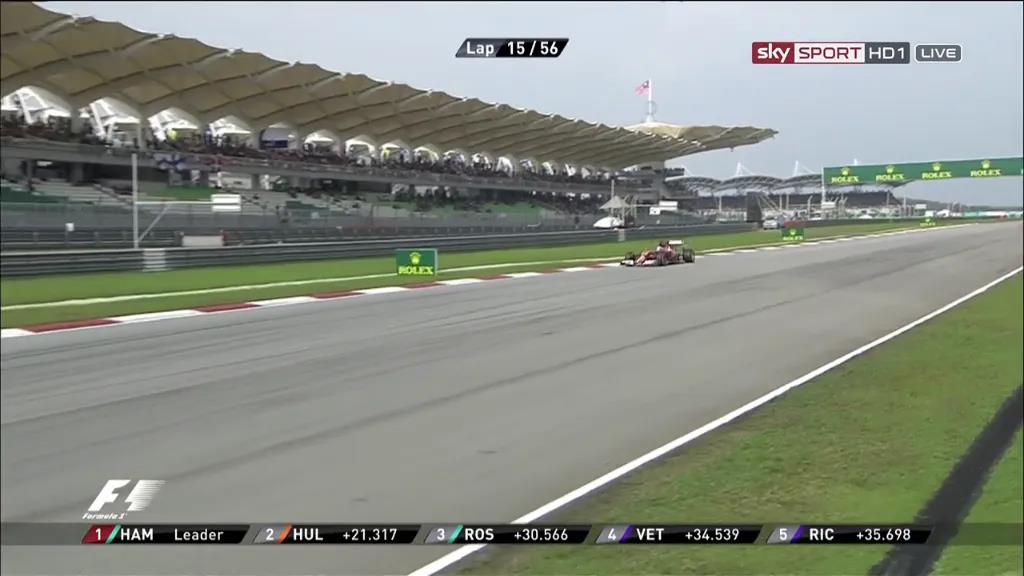 Lap 15/56
sky SPORT HD1 LIVE
ROLEX ROLEX ROLEX ROLEX
ROLEX
ROLEX
F1
Formula 1
1 HAM Leader 2 HUL +21.317 3 ROS +30.566 4 VET +34.539 5 RIC +35.698